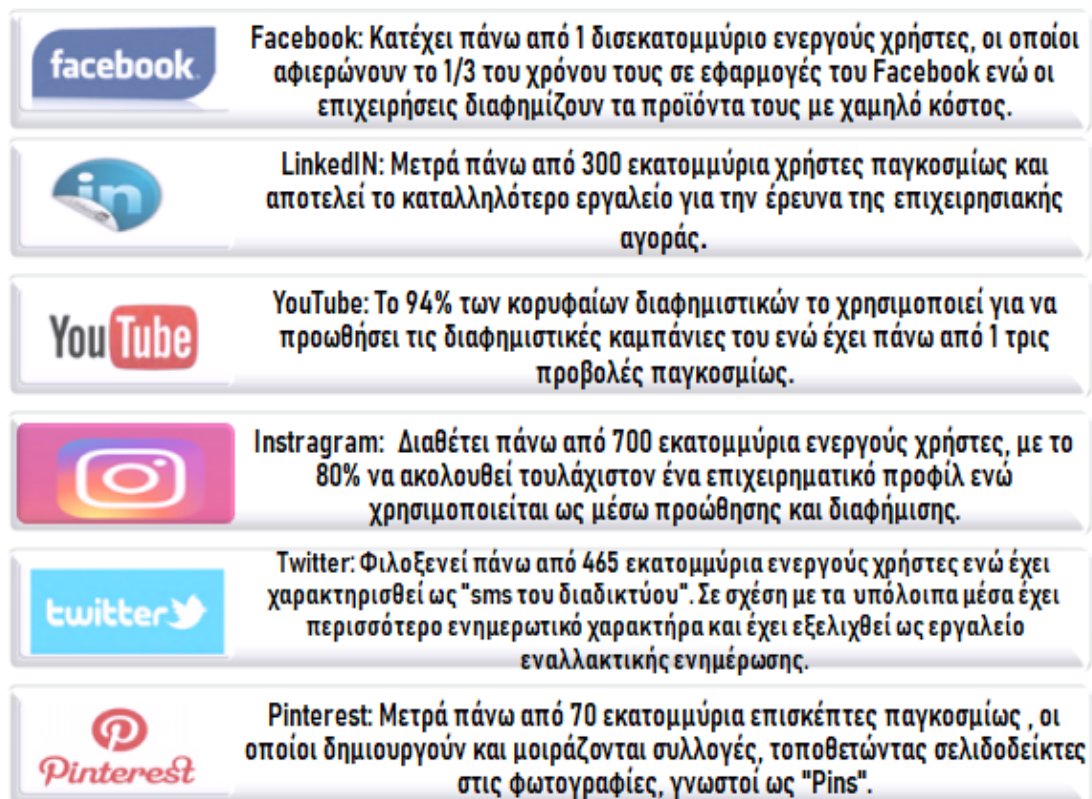 facebook.
Facebook: Κατέχει πάνω από 1 δισεκατομμύριο ενεργούς χρήστες, οι οποίοι
αφιερώνουν το 1/3 του χρόνου τους σε εφαρμογές του Facebook ενώ οι
επιχειρήσεις διαφημίζουν τα προϊόντα τους με χαμηλό κόστος.
in
LinkedIN: Μετρά πάνω από 300 εκατομμύρια χρήστες παγκοσμίως και
αποτελεί το καταλληλότερο εργαλείο για την έρευνα της επιχειρησιακής
αγοράς.
You Tube
YouTube: Το 94% των κορυφαίων διαφημιστικών το χρησιμοποιεί για να
προωθήσει τις διαφημιστικές καμπάνιες του ενώ έχει πάνω από 1 τρις
προβολές παγκοσμίως.
Instragram: Διαθέτει πάνω από 700 εκατομμύρια ενεργούς χρήστες, με το
80% να ακολουθεί τουλάχιστον ένα επιχειρηματικό προφίλ ενώ
χρησιμοποιείται ως μέσω προώθησης και διαφήμισης.
twitter
Twitter: Φιλοξενεί πάνω από 465 εκατομμύρια ενεργούς χρήστες ενώ έχει
χαρακτηρισθεί ως "sms του διαδικτύου". Σε σχέση με τα υπόλοιπα μέσα έχει
περισσότερο ενημερωτικό χαρακτήρα και έχει εξελιχθεί ως εργαλείο
εναλλακτικής ενημέρωσης.
Pinterest
Pinterest: Μετρά πάνω από 70 εκατομμύρια επισκέπτες παγκοσμίως , οι
οποίοι δημιουργούν και μοιράζονται συλλογές, τοποθετώντας σελιδοδείκτες
στις φωτογραφίες, γνωστοί ως "Pins".